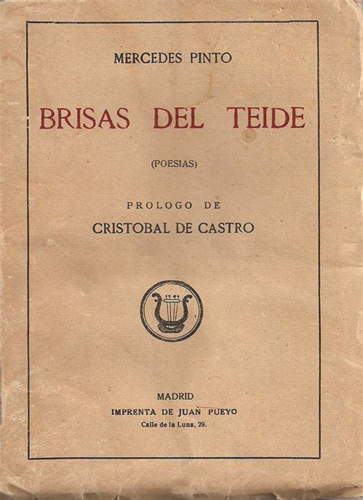 MERCEDES PINTO
BRISAS DEL TEIDE
(POESIAS)
PROLOGO DE
CRISTOBAL DE CASTRO
MADRID
IMPRENTA DE JUAN PUEYO
Calle de la Luna, 29.